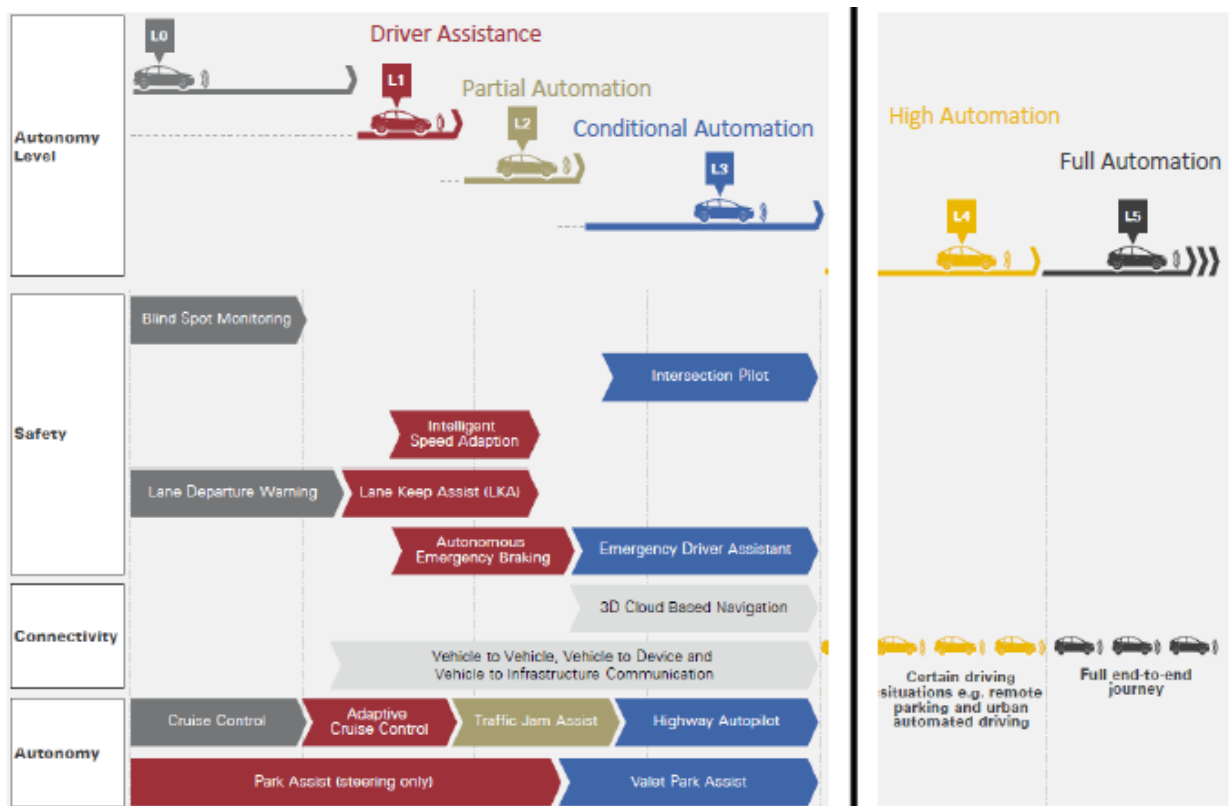 Autonomy
Level
L0
Driver Assistance
L1
Partial Automation
L2
Conditional Automation
L3
High Automation
L4
Full Automation
L5
Safety
Blind Spot Monitoring
Intersection Pilot
Intelligent
Speed Adaption
Lane Departure Warning
Lane Keep Assist (LKA)
Autonomous
Emergency Braking
Emergency Driver Assistant
Connectivity
3D Cloud Based Navigation
Vehicle to Vehicle, Vehicle to Device and
Vehicle to Infrastructure Communication
Certain driving
situations e.g. remote
parking and urban
automated driving
Full end-to-end
journey
Autonomy
Cruise Control
Adaptive
Cruise Control
Traffic Jam Assist
Highway Autopilot
Park Assist (steering only)
Valet Park Assist